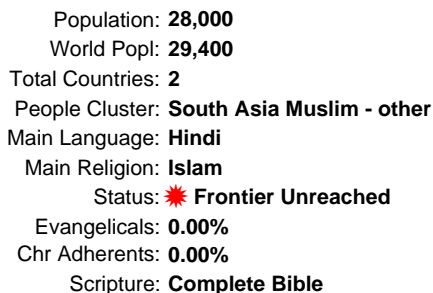 Population: 28,000
World Popl: 29,400
Total Countries: 2
People Cluster: South Asia Muslim - other
Main Language: Hindi
Main Religion: Islam
Status: Frontier Unreached
Evangelicals: 0.00%
Chr Adherents: 0.00%
Scripture: Complete Bible